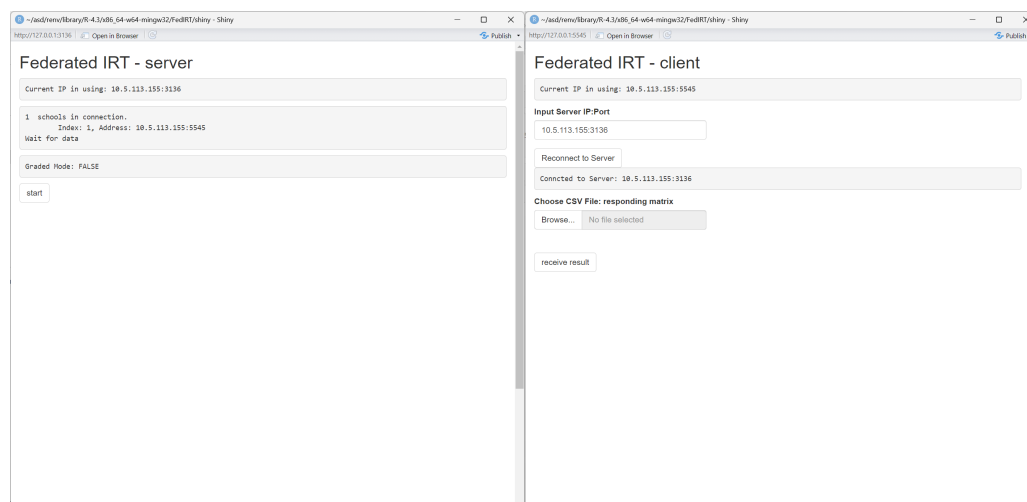 ~/asd/renv/library/R-4.3/x86_64-w64-mingw32/FedIRT/shiny - Shiny
http://127.0.0.1:3136 Open in Browser Publish
Federated IRT - server
Current IP in using: 10.5.113.155:3136
1 schools in connection.
Index: 1, Address: 10.5.113.155:5545
Wait for data
Graded Mode: FALSE
start
~/asd/renv/library/R-4.3/x86_64-w64-mingw32/FedIRT/shiny - Shiny
http://127.0.0.1:5545 Open in Browser Publish
Federated IRT - client
Current IP in using: 10.5.113.155:5545
Input Server IP:Port
10.5.113.155:3136
Reconnect to Server
Conncted to Server: 10.5.113.155:3136
Choose CSV File: responding matrix
Browse... No file selected
receive result